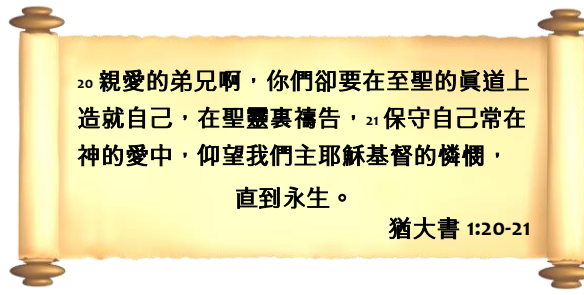 20 親愛的弟兄啊，你們卻要在至聖的眞道上
造就自己，在聖靈裏禱告，21 保守自己常在
神的愛中，仰望我們主耶穌基督的憐憫，
直到永生。
猶大書 1:20-21